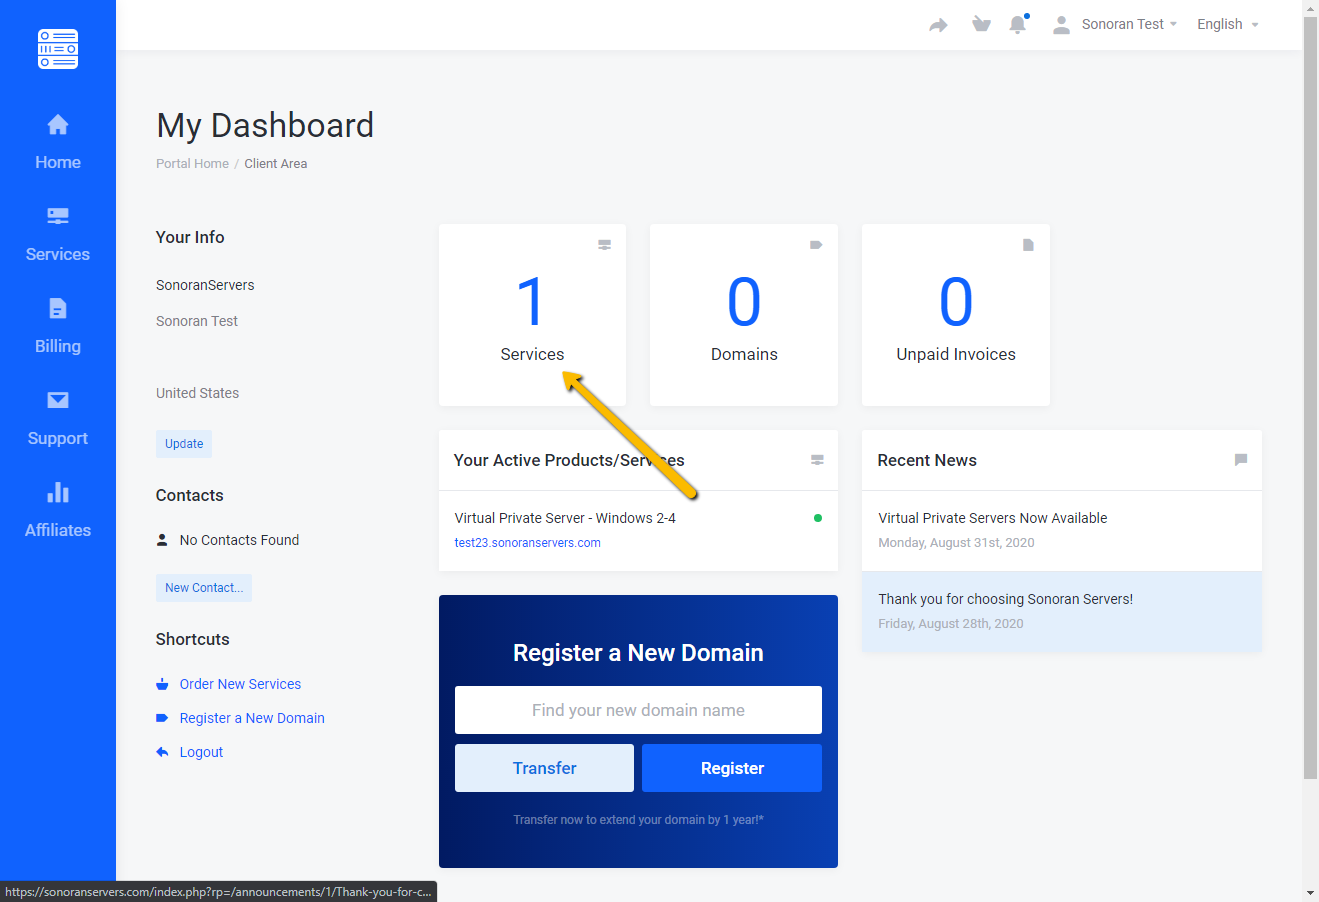 Sonoran Test
English
Home
Services
Billing
Support
Affiliates
My Dashboard
Portal Home / Client Area
Your Info
SonoranServers
Sonoran Test
United States
Update
Contacts
No Contacts Found
New Contact...
Shortcuts
Order New Services
Register a New Domain
Logout
1
Services
0
Domains
0
Unpaid Invoices
Your Active Products/Services
Virtual Private Server - Windows 2-4
test23.sonoranservers.com
Recent News
Virtual Private Servers Now Available
Monday, August 31st, 2020
Thank you for choosing Sonoran Servers!
Friday, August 28th, 2020
Register a New Domain
Find your new domain name
Transfer
Register
Transfer now to extend your domain by 1 year!*
https://sonoranservers.com/index.php?rp=/announcements/1/Thank-you-for-c...